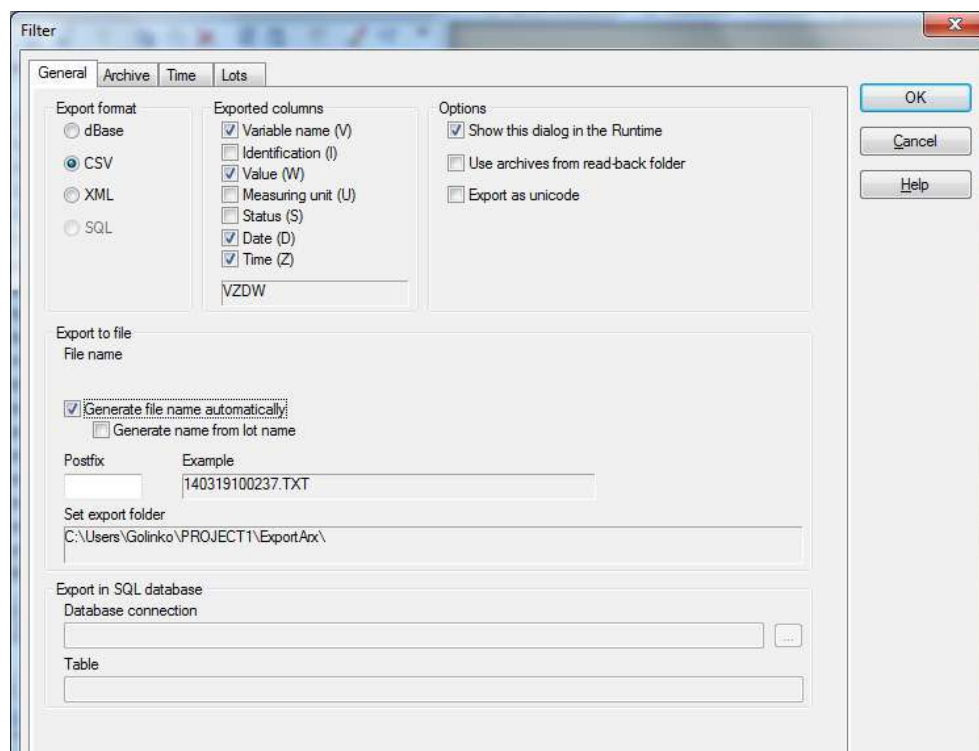 Filter
General Archive Time Lots
Export format
dBase
CSV
XML
SQL
Exported columns
Variable name (V)
Identification (I)
Value (W)
Measuring unit (U)
Status (S)
Date (D)
Time (Z)
VZDW
Options
Show this dialog in the Runtime
Use archives from read-back folder
Export as unicode
OK
Cancel
Help
Export to file
File name
Generate file name automatically
Generate name from lot name
Postfix Example
140319100237.TXT
Set export folder
C:\Users\Golinko\PROJECT1\ExportArx\
Export in SQL database
Database connection
...
Table